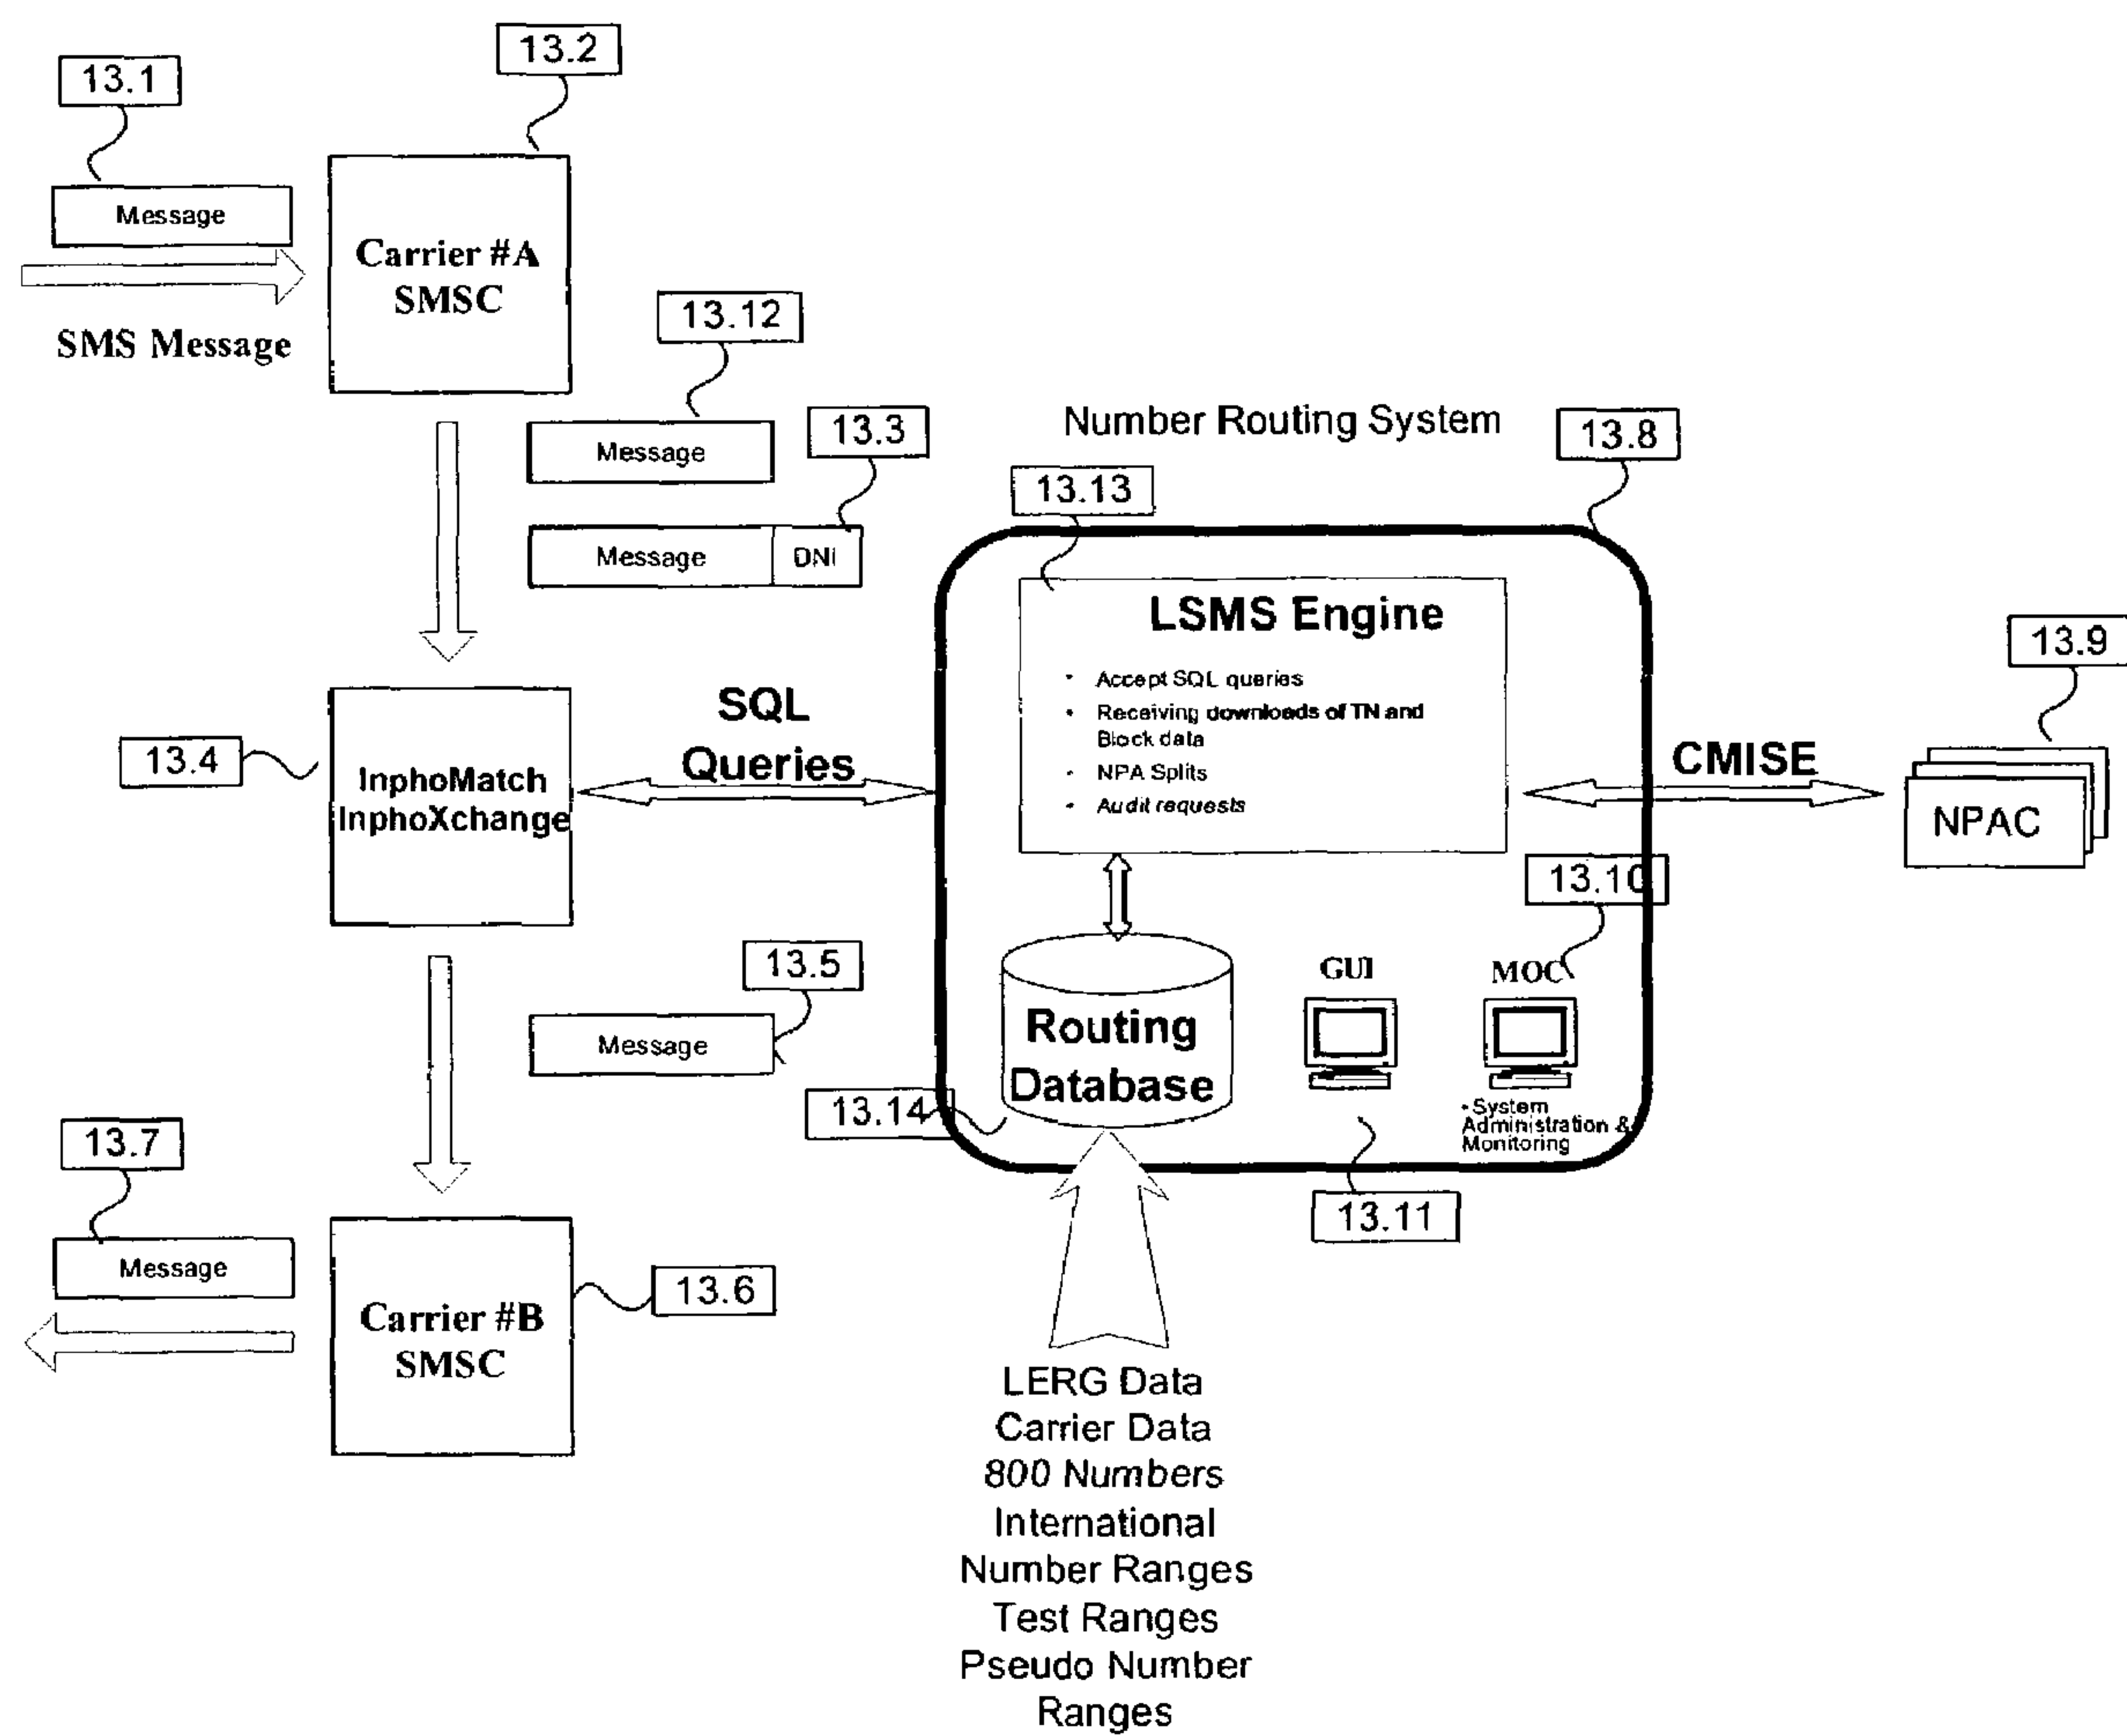 13.1
13.2
Message
Carrier #A
SMSC
SMS Message
13.12
Message
13.3
Message
DNI
Number Routing System
13.8
13.13
LSMS Engine
• Accept SQL queries
• Receiving downloads of TN and
Block data
• NPA Splits
• Audit requests
13.9
CMISE
NPAC
SQL
Queries
13.4
InphoMatch
InphoXchange
13.10
13.5
Message
GUI
MOC
Routing
Database
13.14
• System
Administration &
Monitoring
13.11
13.7
Message
Carrier #B
SMSC
13.6
LERG Data
Carrier Data
800 Numbers
International
Number Ranges
Test Ranges
Pseudo Number
Ranges